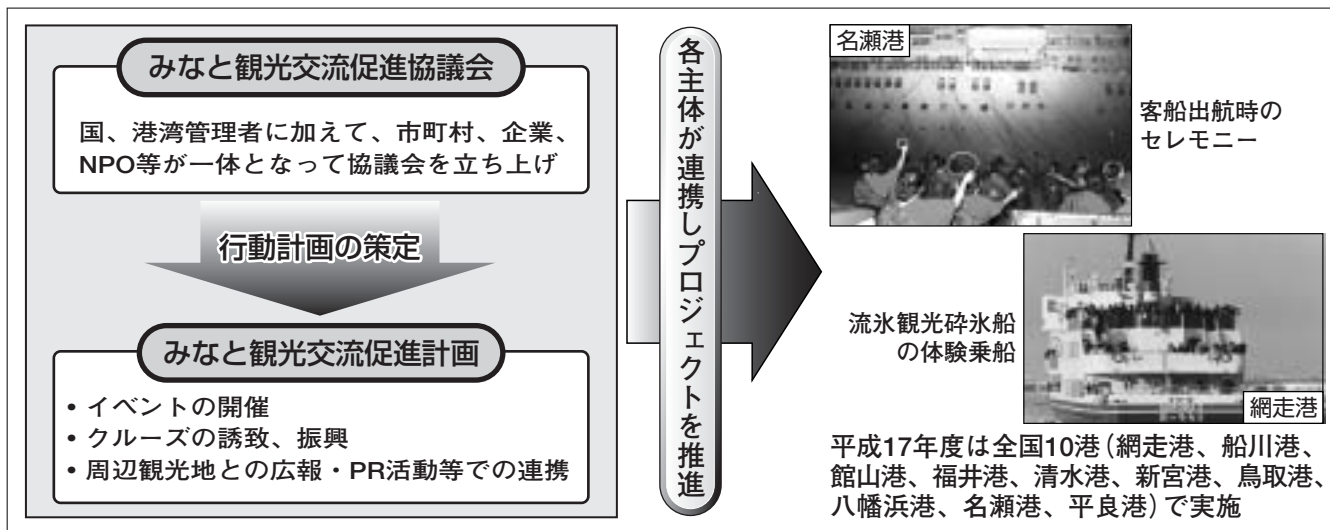 みなと観光交流促進協議会
国、港湾管理者に加えて、市町村、企業、
NPO等が一体となって協議会を立ち上げ
行動計画の策定
みなと観光交流促進計画
• イベントの開催
• クルーズの誘致、振興
• 周辺観光地との広報・PR活動等での連携
各主体が連携しプロジェクトを推進
名瀬港
客船出航時の
セレモニー
流氷観光砕氷船
の体験乗船
網走港
平成17年度は全国10港(網走港、船川港、
館山港、福井港、清水港、新宮港、鳥取港、
八幡浜港、名瀬港、平良港)で実施